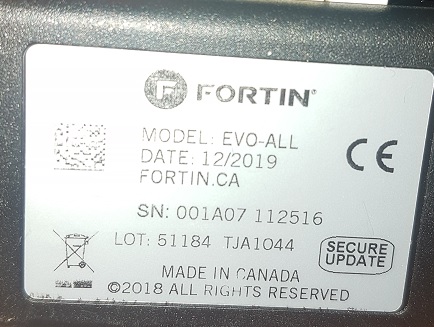 FORTIN
MODEL: EVO-ALL
DATE: 12/2019
FORTIN.CA
CE
SN: 001A07 112516
LOT: 51184 TJA1044
SECURE
UPDATE
MADE IN CANADA
©2018 ALL RIGHTS RESERVED